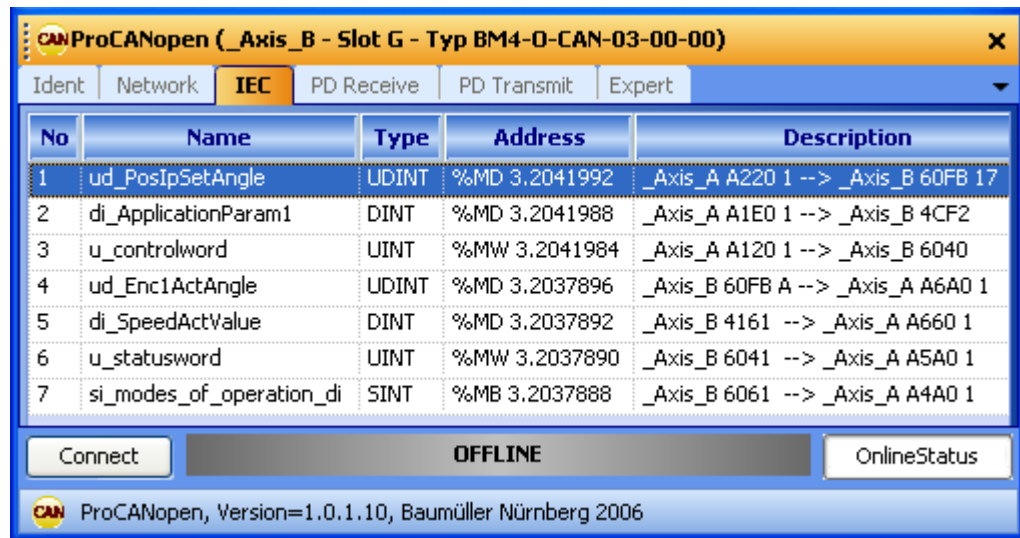 CAN ProCANopen (_Axis_B - Slot G - Typ BM4-O-CAN-03-00-00)
Ident Network IEC PD Receive PD Transmit Expert
No Name Type Address Description
1 ud_PosIpSetAngle UDINT %MD 3.2041992 _Axis_A A220 1 --> _Axis_B 60FB 17
2 di_ApplicationParam1 DINT %MD 3.2041988 _Axis_A A1E0 1 --> _Axis_B 4CF2
3 u_controlword UINT %MW 3.2041984 _Axis_A A120 1 --> _Axis_B 6040
4 ud_Enc1ActAngle UDINT %MD 3.2037896 _Axis_B 60FB A --> _Axis_A A6A0 1
5 di_SpeedActValue DINT %MD 3.2037892 _Axis_B 4161 --> _Axis_A A660 1
6 u_statusword UINT %MW 3.2037890 _Axis_B 6041 --> _Axis_A A5A0 1
7 si_modes_of_operation_di SINT %MB 3.2037888 _Axis_B 6061 --> _Axis_A A4A0 1
Connect OFFLINE OnlineStatus
CAN ProCANopen, Version=1.0.1.10, Baumüller Nürnberg 2006